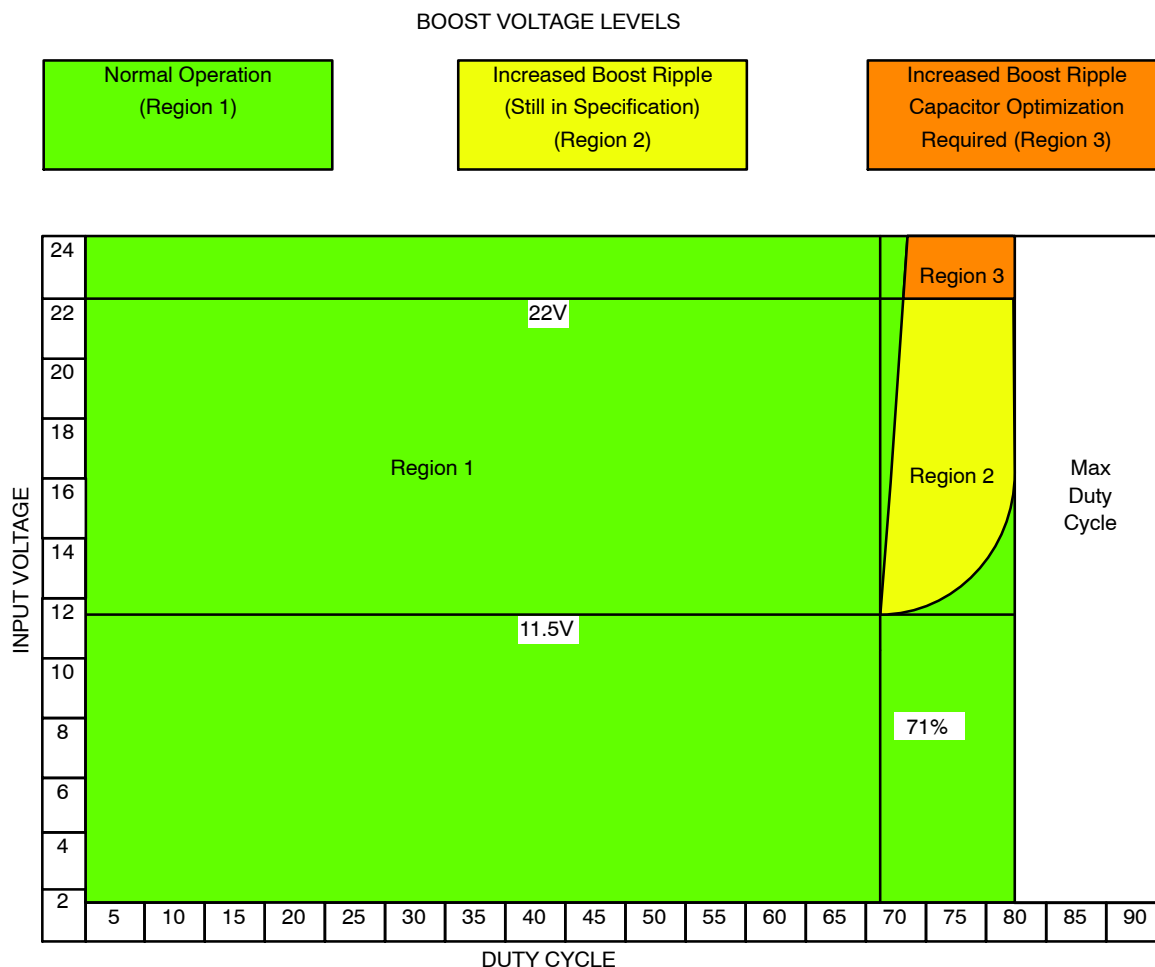 BOOST VOLTAGE LEVELS
Normal Operation
(Region 1)
Increased Boost Ripple
(Still in Specification)
(Region 2)
Increased Boost Ripple
Capacitor Optimization
Required (Region 3)
INPUT VOLTAGE
24
22
20
18
16
14
12
10
8
6
4
2
Region 3
22V
Region 1
Region 2
Max
Duty
Cycle
11.5V
71%
5 10 15 20 25 30 35 40 45 50 55 60 65 70 75 80 85 90
DUTY CYCLE